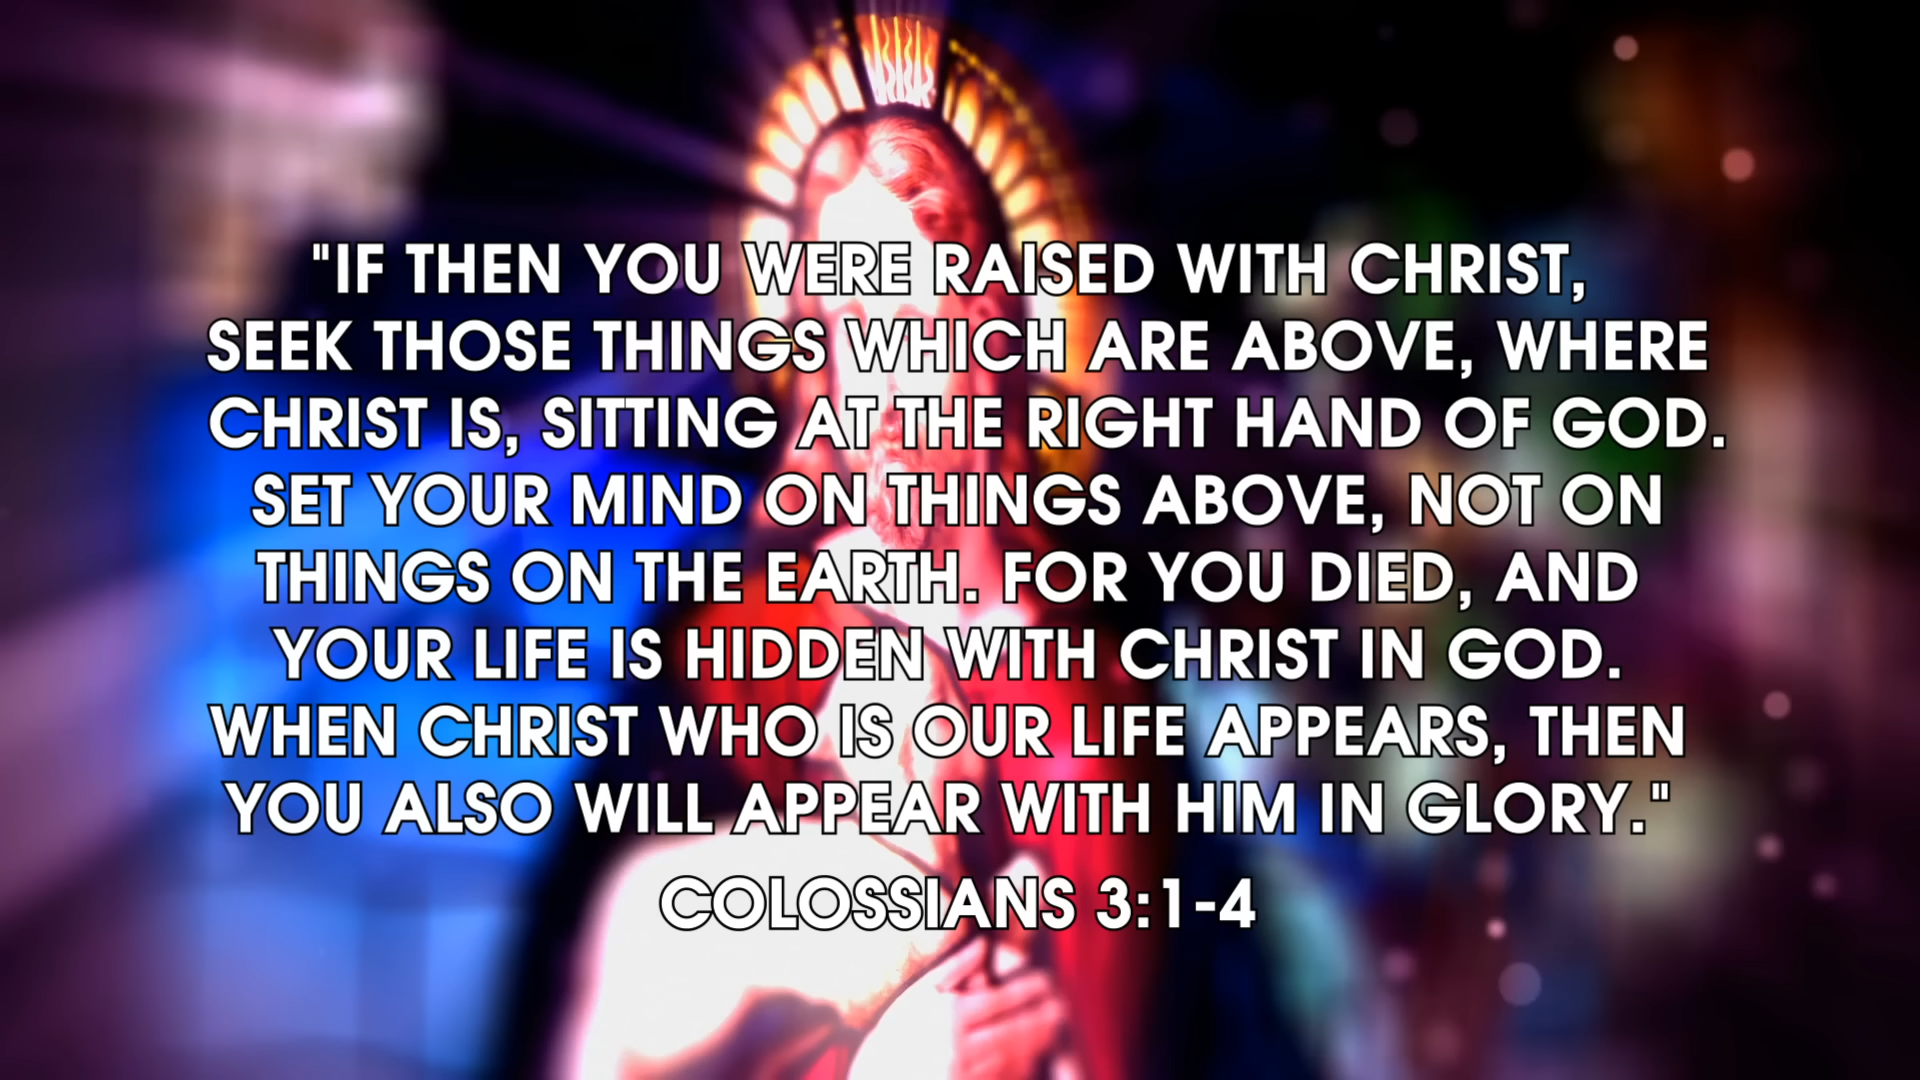 "IF THEN YOU WERE RAISED WITH CHRIST,
SEEK THOSE THINGS WHICH ARE ABOVE, WHERE
CHRIST IS, SITTING AT THE RIGHT HAND OF GOD.
SET YOUR MIND ON THINGS ABOVE, NOT ON
THINGS ON THE EARTH. FOR YOU DIED, AND
YOUR LIFE IS HIDDEN WITH CHRIST IN GOD.
WHEN CHRIST WHO IS OUR LIFE APPEARS, THEN
YOU ALSO WILL APPEAR WITH HIM IN GLORY."
COLOSSIANS 3:1-4